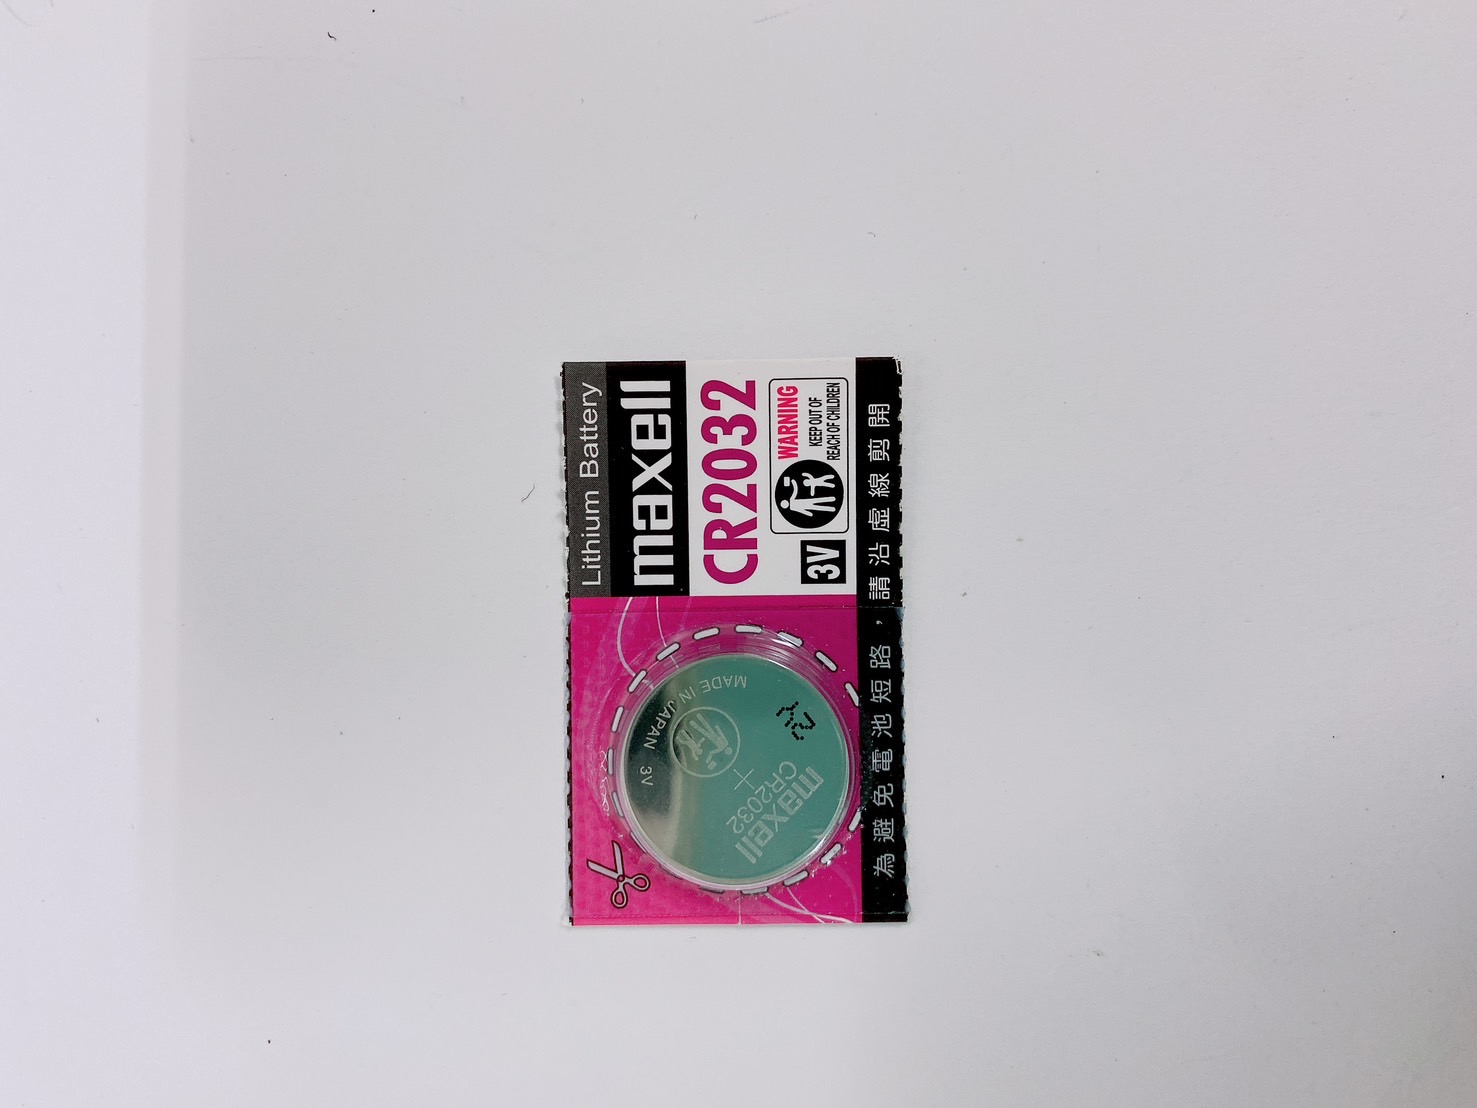 Lithium Battery
maxell
CR2032
WARNING
KEEP OUT OF
REACH OF CHILDREN
3V
為避免電池短路，請沿虛線剪開
MADE IN JAPAN 3V
+
CR2032
maxell